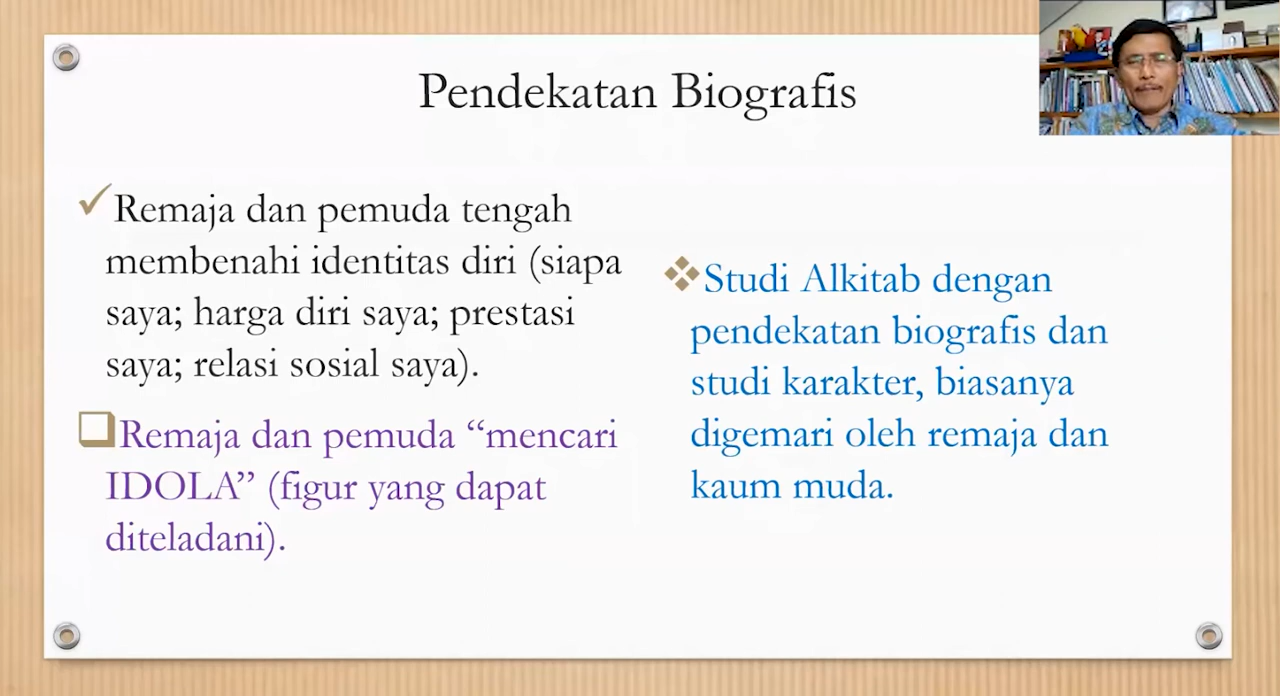 Pendekatan Biografis
Remaja dan pemuda tengah
membenahi identitas diri (siapa
saya; harga diri saya; prestasi
saya; relasi sosial saya).
Remaja dan pemuda “mencari
IDOLA” (figur yang dapat
diteladani).
Studi Alkitab dengan
pendekatan biografis dan
studi karakter, biasanya
digemari oleh remaja dan
kaum muda.